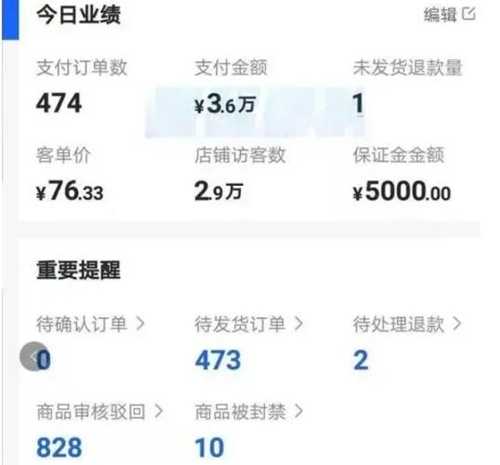 今日业绩 编辑
支付订单数 支付金额 未发货退款量
474 ¥3.6万 1
客单价 店铺访客数 保证金金额
¥76.33 2.9万 ¥5000.00
重要提醒
待确认订单 待发货订单 待处理退款
0 473 2
商品审核驳回 商品被封禁
828 10